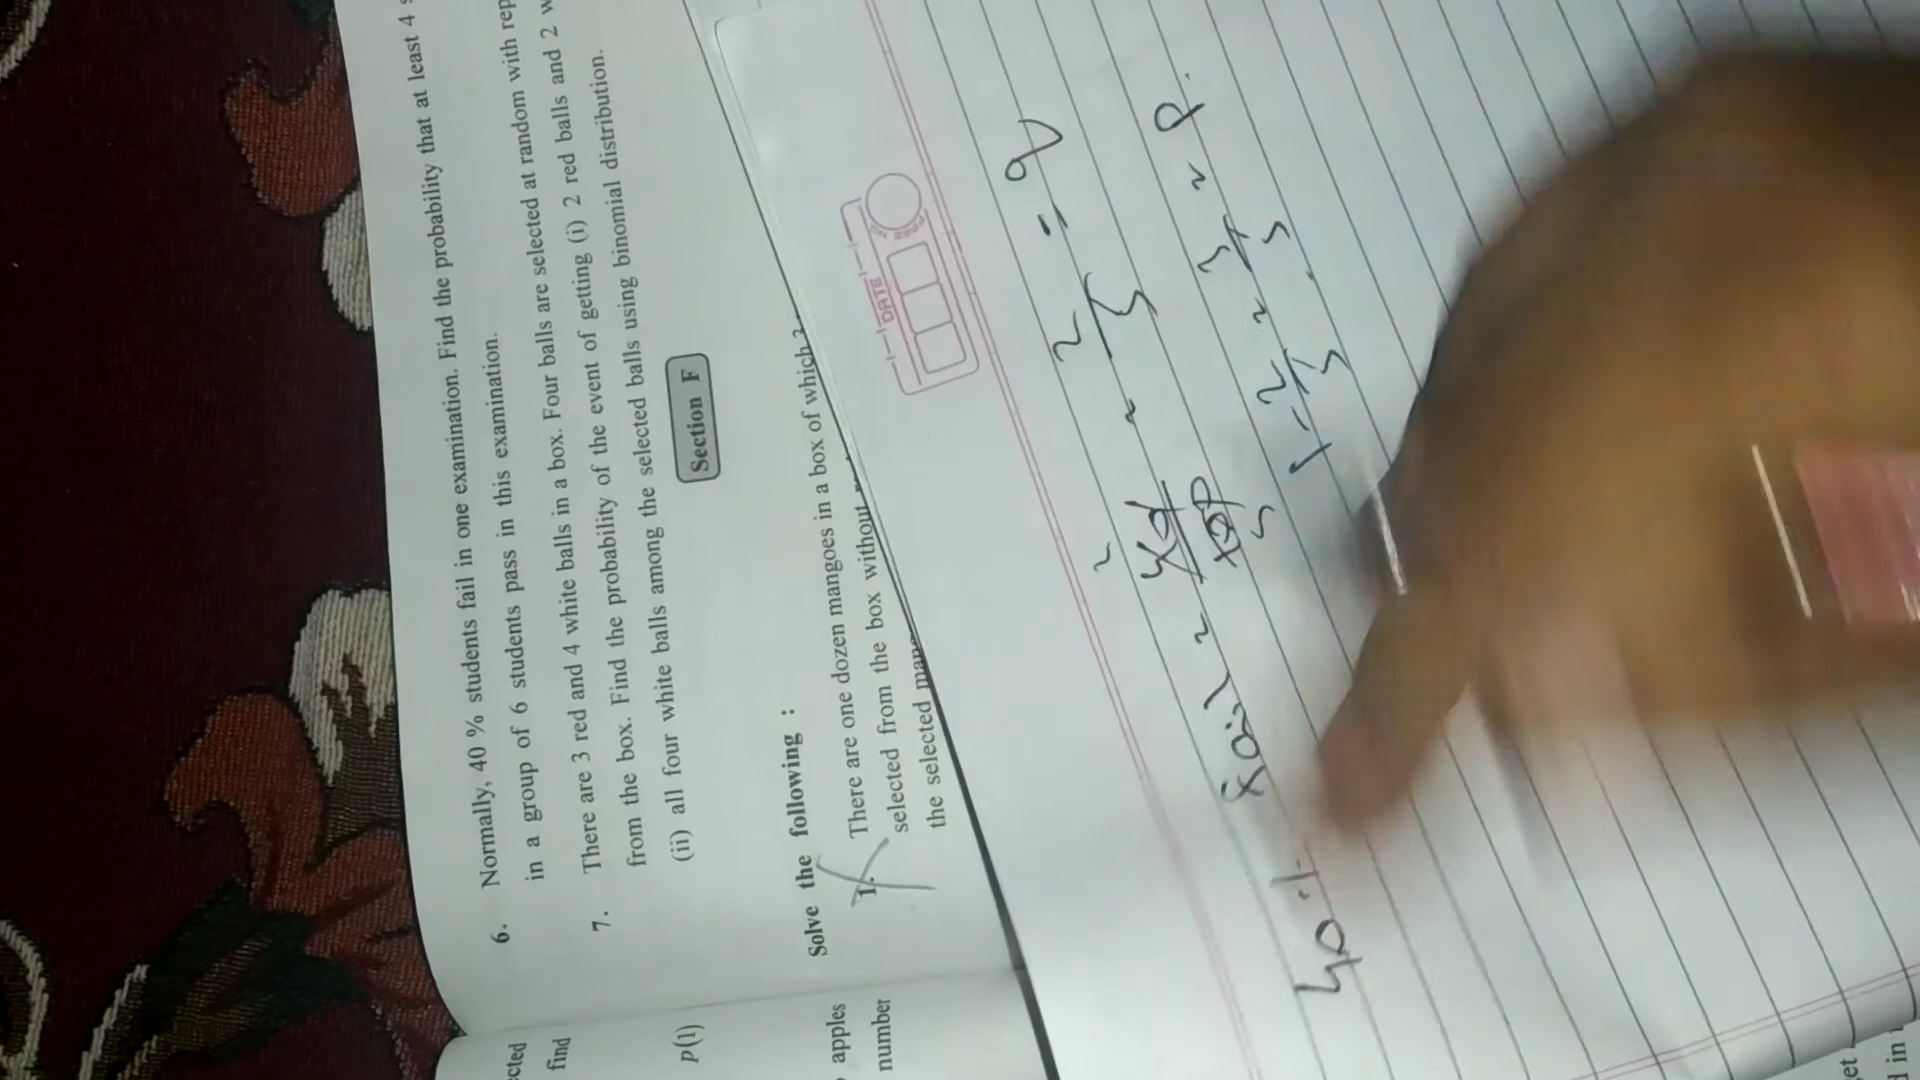 6. Normally, 40 % students fail in one examination. Find the probability that at least 4
in a group of 6 students pass in this examination.
7. There are 3 red and 4 white balls in a box. Four balls are selected at random with rep
from the box. Find the probability of the event of getting (i) 2 red balls and 2 w
(ii) all four white balls among the selected balls using binomial distribution.
Section F
Solve the following :
1. There are one dozen mangoes in a box of which
selected from the box without
the selected
cted
find
p(1)
apples
number
DATE
40 % fail = 40/100 = 2/5 = q
2
5
1 - 2/5 = 3/5 = P.
et
d in